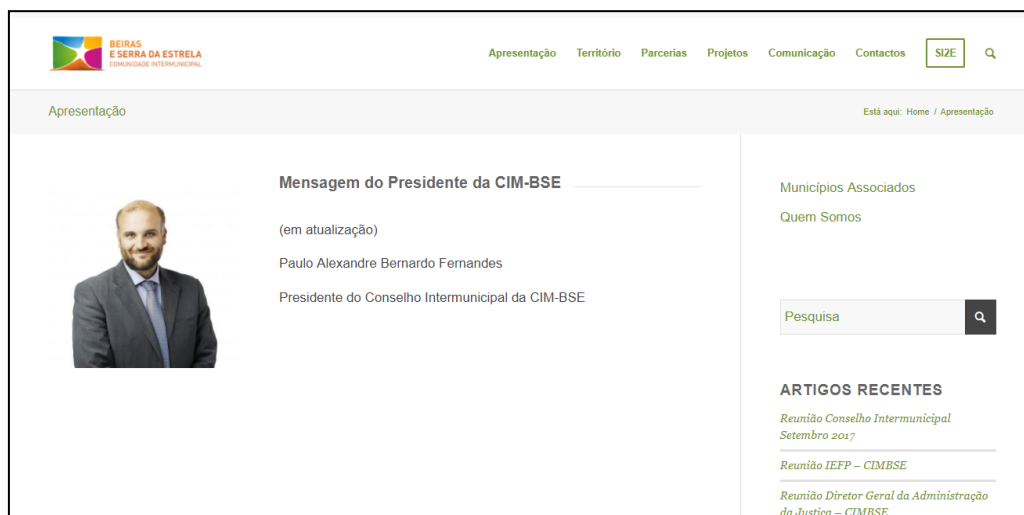 BEIRAS
E SERRA DA ESTRELA
COMUNIDADE INTERMUNICIPAL
Apresentação Território Parcerias Projetos Comunicação Contactos SI2E
Apresentação
Está aqui: Home / Apresentação
Mensagem do Presidente da CIM-BSE
(em atualização)
Paulo Alexandre Bernardo Fernandes
Presidente do Conselho Intermunicipal da CIM-BSE
Municípios Associados
Quem Somos
Pesquisa
ARTIGOS RECENTES
Reunião Conselho Intermunicipal
Setembro 2017
Reunião IEFP – CIMBSE
Reunião Diretor Geral da Administração
da Justiça – CIMBSE